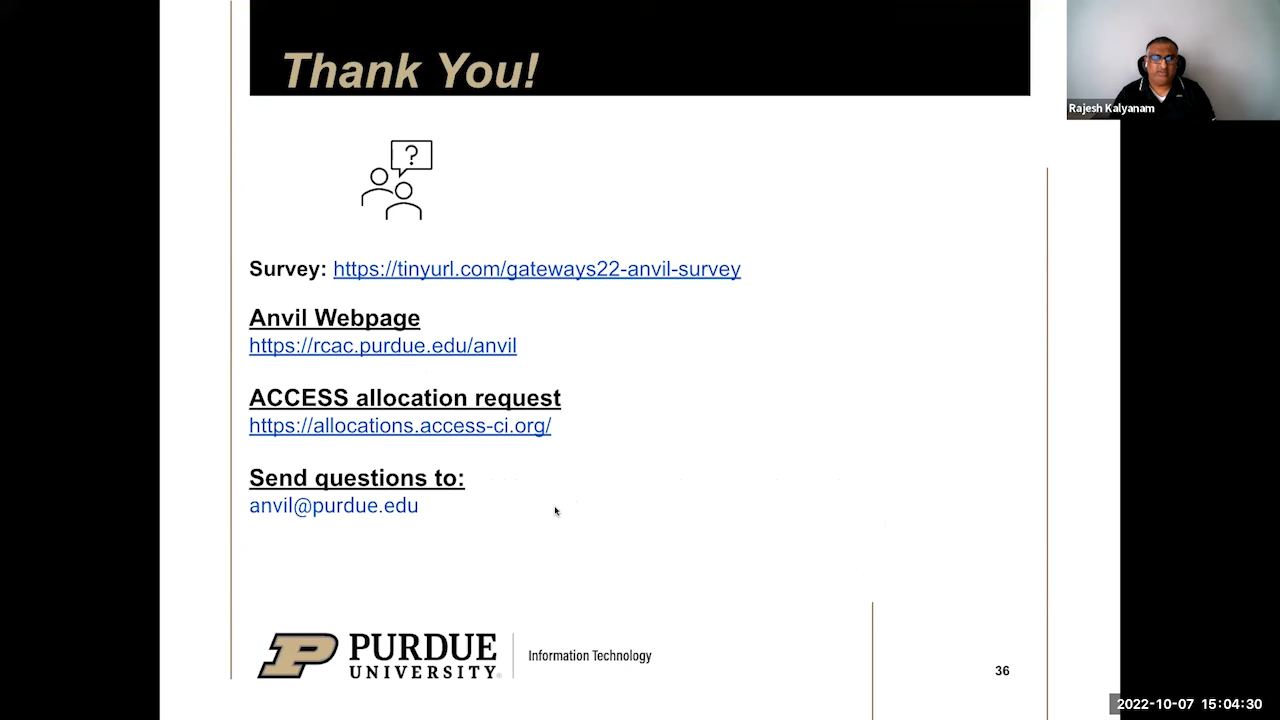 Thank You!
Rajesh Kalyanam
?
Survey: https://tinyurl.com/gateways22-anvil-survey
Anvil Webpage
https://rcac.purdue.edu/anvil
ACCESS allocation request
https://allocations.access-ci.org/
Send questions to:
anvil@purdue.edu
P PURDUE
UNIVERSITY
Information Technology
36
2022-10-07 15:04:30